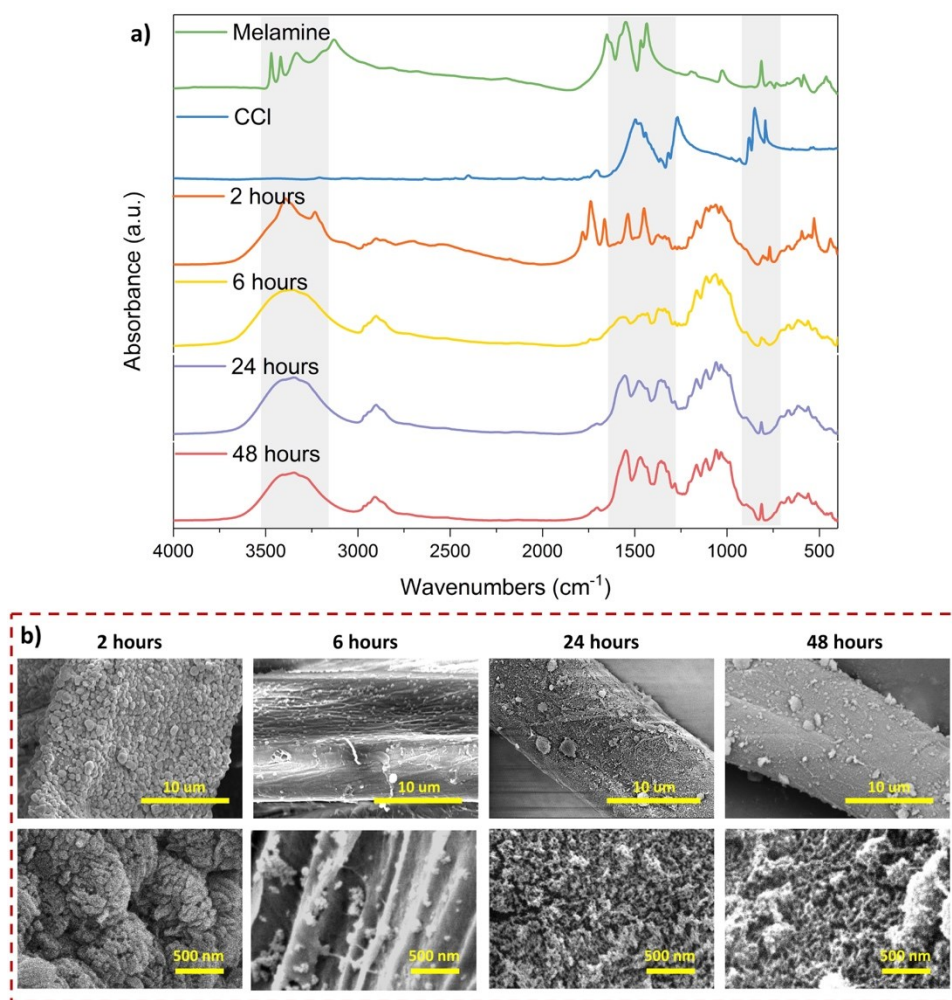 a)
Melamine
CCl
2 hours
6 hours
24 hours
48 hours
Absorbance (a.u.)
4000 3500 3000 2500 2000 1500 1000 500
Wavenumbers (cm⁻¹)
b)
2 hours 6 hours 24 hours 48 hours
10 um 10 um 10 um 10 um
500 nm 500 nm 500 nm 500 nm